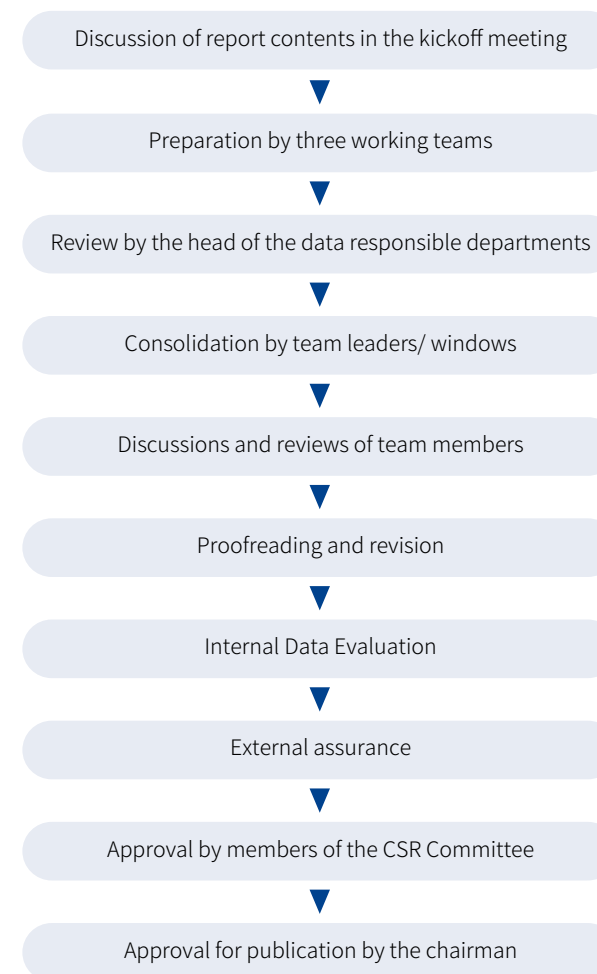 Discussion of report contents in the kickoff meeting
Preparation by three working teams
Review by the head of the data responsible departments
Consolidation by team leaders/ windows
Discussions and reviews of team members
Proofreading and revision
Internal Data Evaluation
External assurance
Approval by members of the CSR Committee
Approval for publication by the chairman